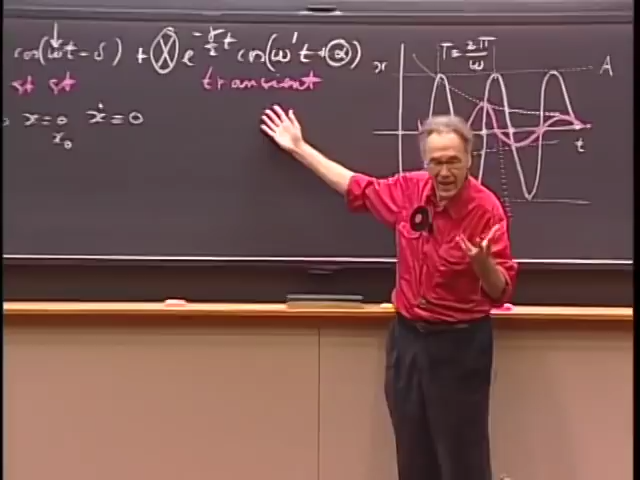 cos(ωt-δ) + Ⓧ e^{-γ/2 t} cos(ω't+α)
st st
transient
x=0 ẋ=0
x₀
x
T=2π/ω
A
t